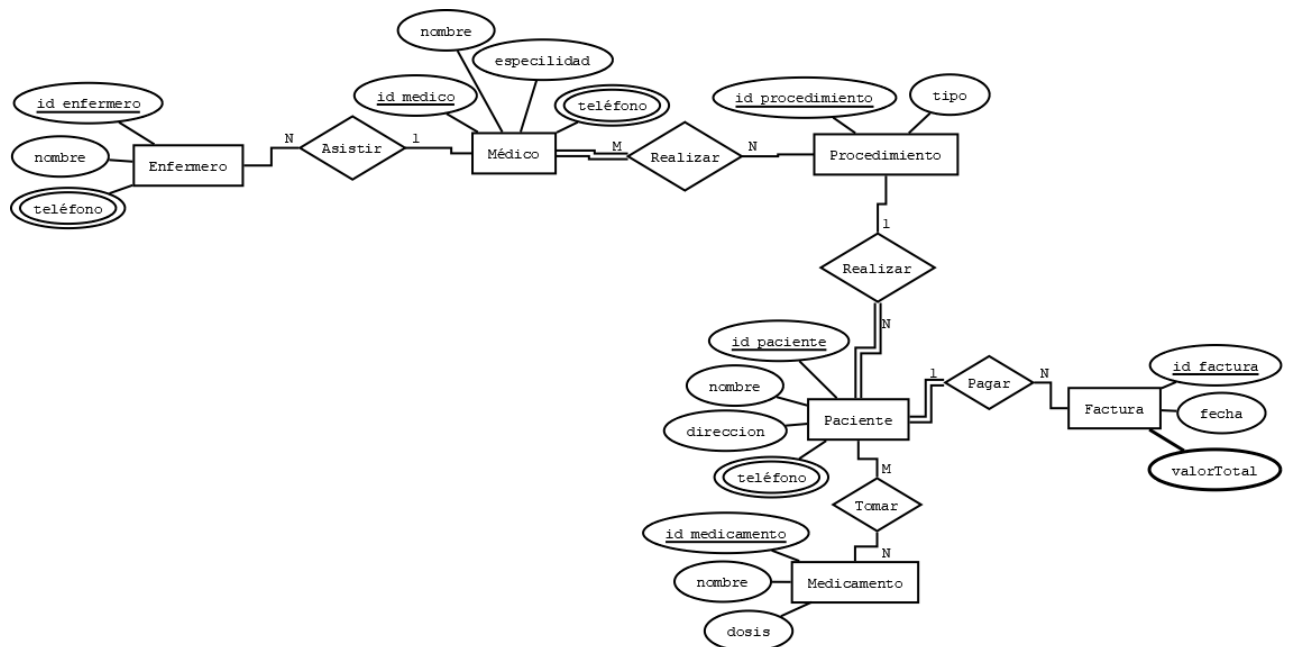 nombre
especilidad
id enfermero
id medico
teléfono
id procedimiento
tipo
N
Asistir
1
Médico
M
Realizar
N
Procedimiento
nombre
Enfermero
teléfono
1
Realizar
N
id paciente
1
Pagar
N
id factura
nombre
Paciente
Factura
fecha
direccion
teléfono
M
valorTotal
Tomar
id medicamento
N
nombre
Medicamento
dosis